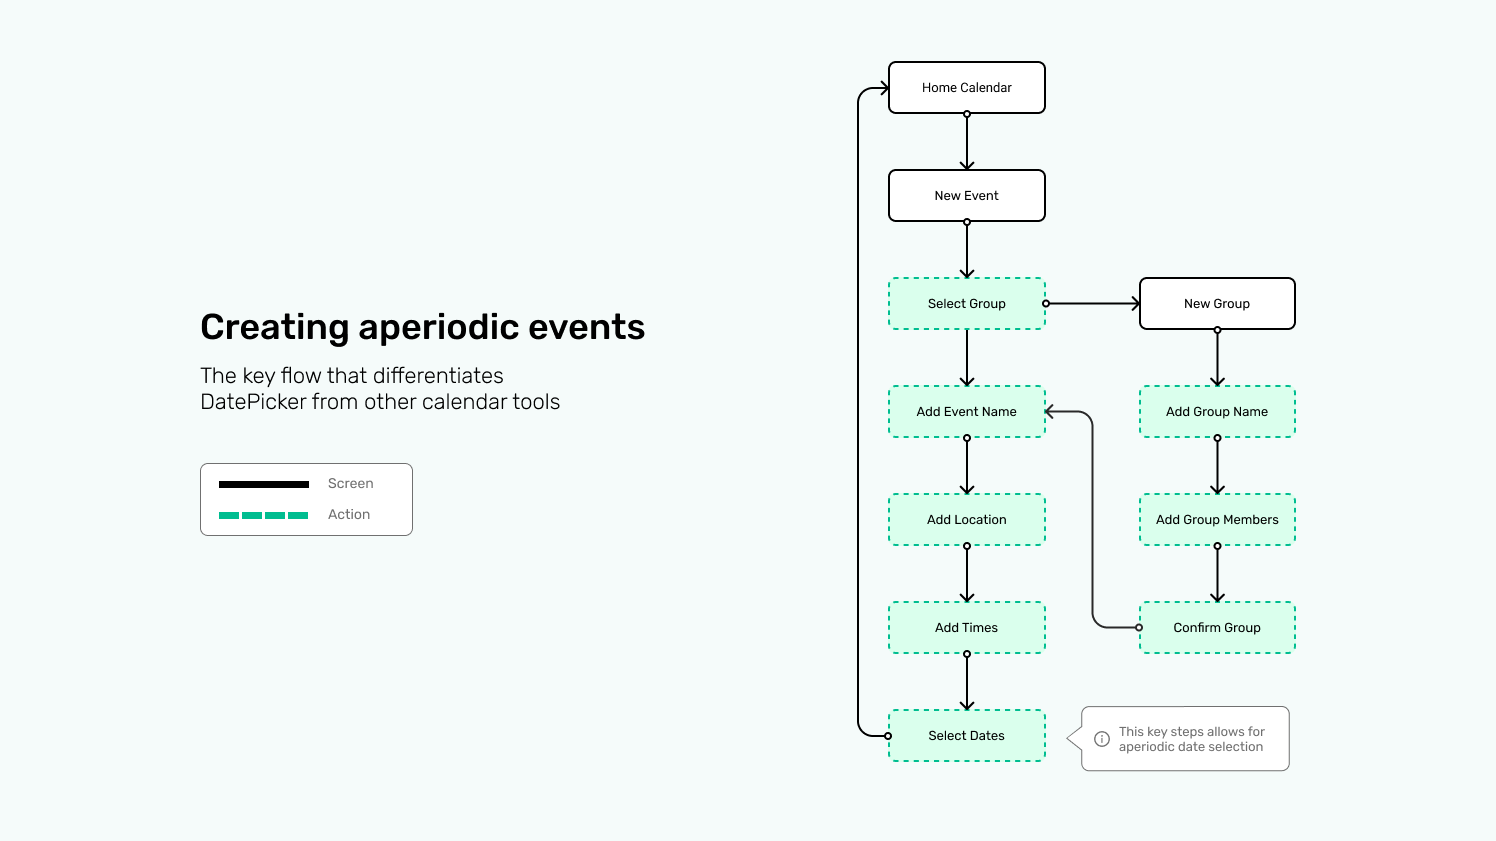 Creating aperiodic events
The key flow that differentiates
DatePicker from other calendar tools
Screen
Action
Home Calendar
New Event
Select Group
New Group
Add Event Name
Add Group Name
Add Location
Add Group Members
Add Times
Confirm Group
Select Dates
This key steps allows for
aperiodic date selection